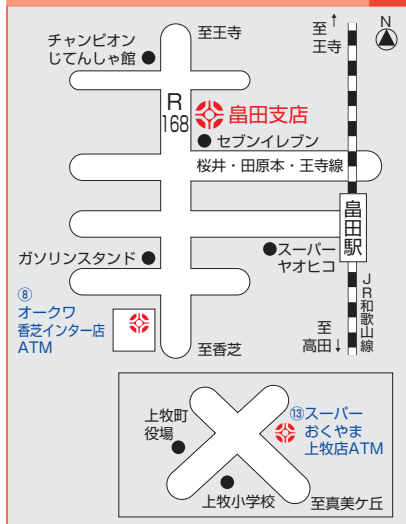 至王寺
至↑
王寺
N
チャンピオン
じてんしゃ館
R
168
畠田支店
セブンイレブン
桜井・田原本・王寺線
畠田駅
ガソリンスタンド
スーパー
ヤオヒコ
JR和歌山線
⑧
オークワ
香芝インター店
ATM
至香芝
至
高田↓
上牧町
役場
⑬スーパー
おくやま
上牧店ATM
上牧小学校
至真美ケ丘